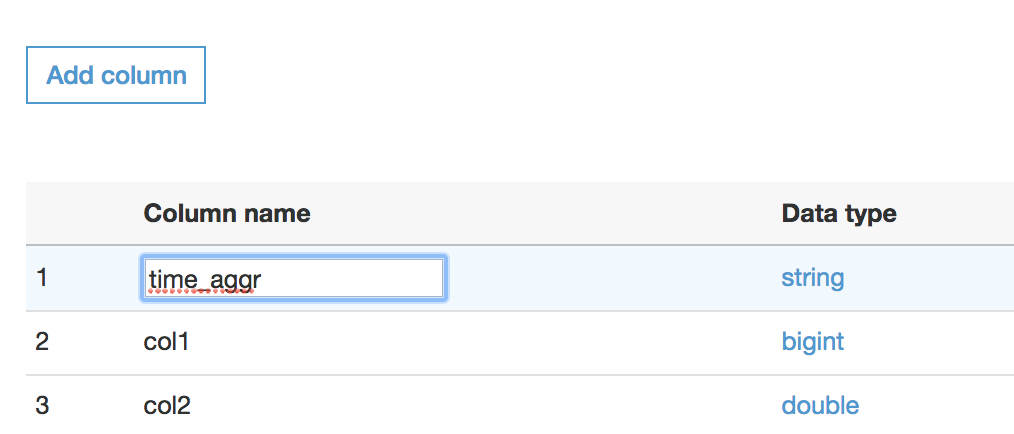 Add column
Column name Data type
1 time_aggr string
2 col1 bigint
3 col2 double